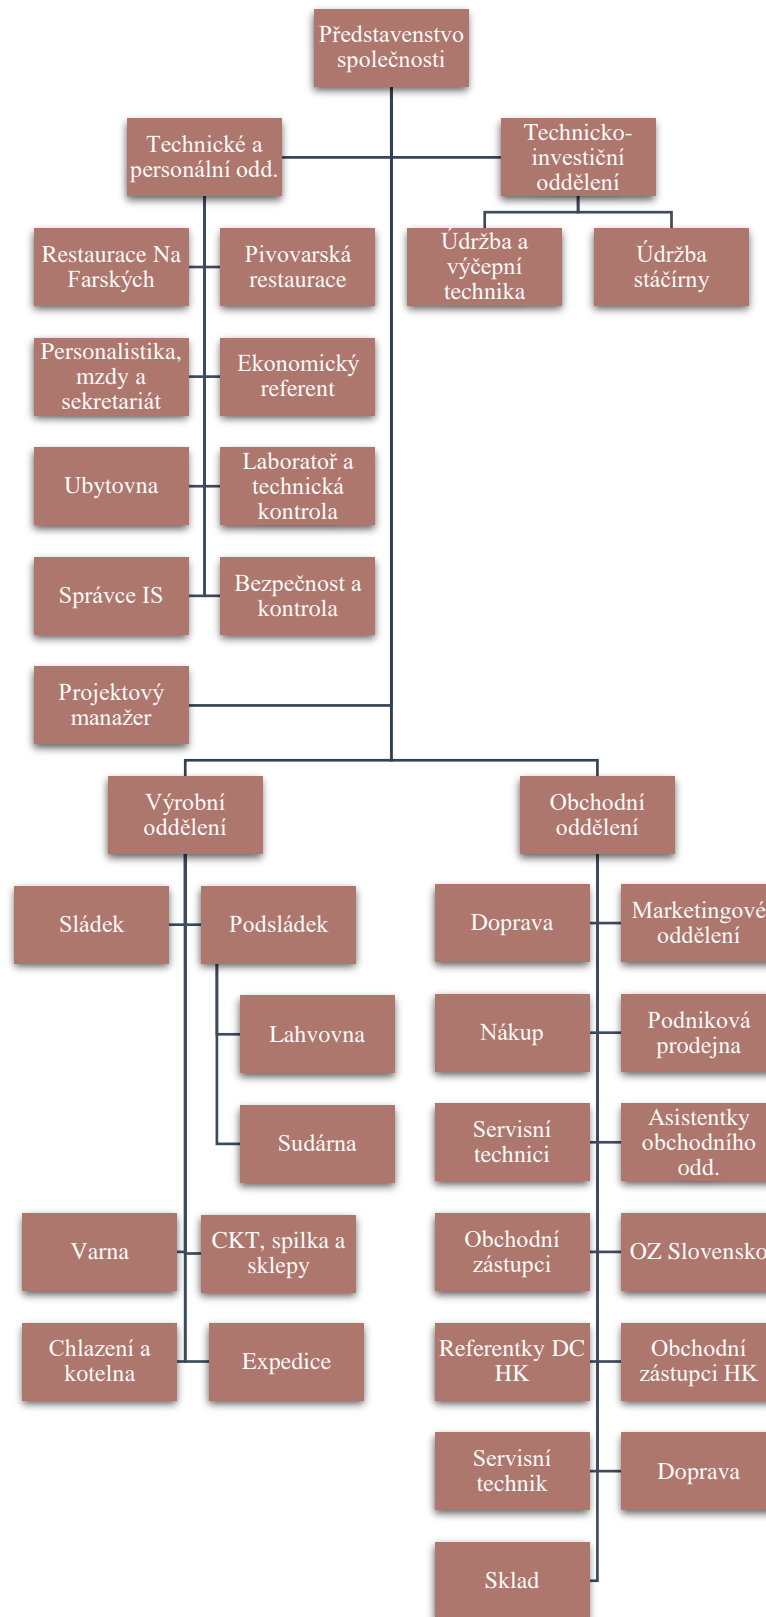 Představenstvo
společnosti
Technické a
personální odd.
Technicko-
investiční
oddělení
Restaurace Na
Farských
Pivovarská
restaurace
Údržba a
výčepní
technika
Údržba
stáčírny
Personalistika,
mzdy a
sekretariát
Ekonomický
referent
Ubytovna
Laboratoř a
technická
kontrola
Správce IS
Bezpečnost a
kontrola
Projektový
manažer
Výrobní
oddělení
Obchodní
oddělení
Sládek
Podsládek
Lahvovna
Sudárna
Varna
CKT, spilka a
sklepy
Chlazení a
kotelna
Expedice
Doprava
Marketingové
oddělení
Nákup
Podniková
prodejna
Servisní
technici
Asistentky
obchodního
odd.
Obchodní
zástupci
OZ Slovensko
Referentky DC
HK
Obchodní
zástupci HK
Servisní
technik
Doprava
Sklad